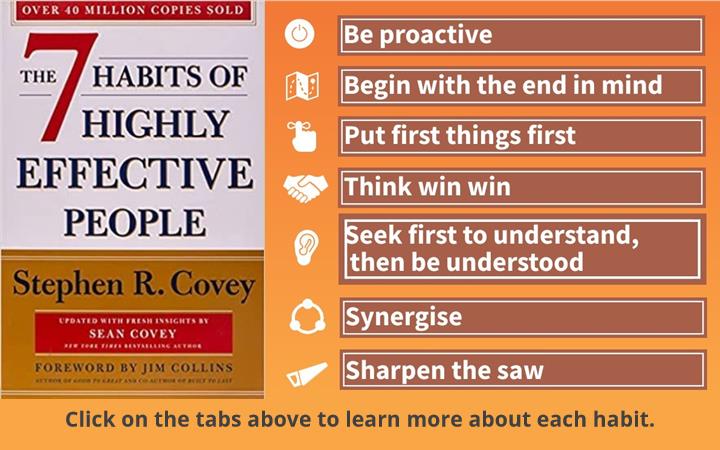 OVER 40 MILLION COPIES SOLD
THE 7 HABITS OF
HIGHLY
EFFECTIVE
PEOPLE
Stephen R. Covey
UPDATED WITH FRESH INSIGHTS BY
SEAN COVEY
NEW YORK TIMES BESTSELLING AUTHOR
FOREWORD BY JIM COLLINS
AUTHOR OF GOOD TO GREAT AND CO-AUTHOR OF BUILT TO LAST
Be proactive
Begin with the end in mind
Put first things first
Think win win
Seek first to understand,
then be understood
Synergise
Sharpen the saw
Click on the tabs above to learn more about each habit.